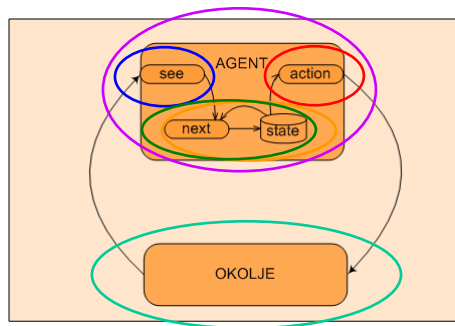 AGENT
see
action
next
state
OKOLJE